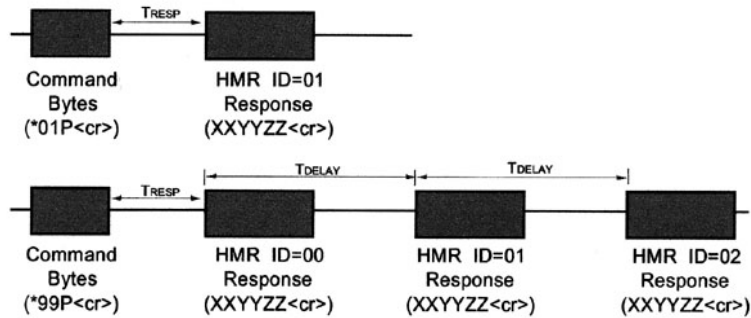 TRESP
Command
Bytes
(*01P<cr>)
HMR ID=01
Response
(XXYYZZ<cr>)
TRESP
TDELAY
TDELAY
Command
Bytes
(*99P<cr>)
HMR ID=00
Response
(XXYYZZ<cr>)
HMR ID=01
Response
(XXYYZZ<cr>)
HMR ID=02
Response
(XXYYZZ<cr>)